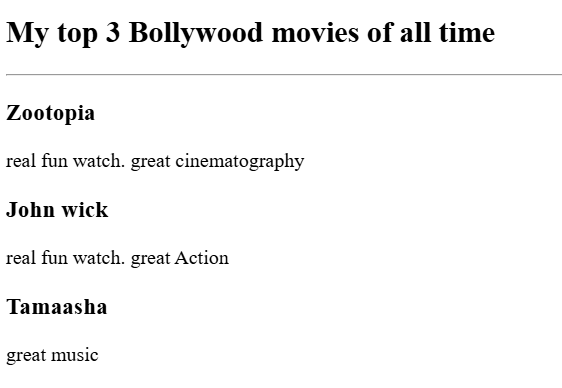 My top 3 Bollywood movies of all time
Zootopia
real fun watch. great cinematography
John wick
real fun watch. great Action
Tamaasha
great music